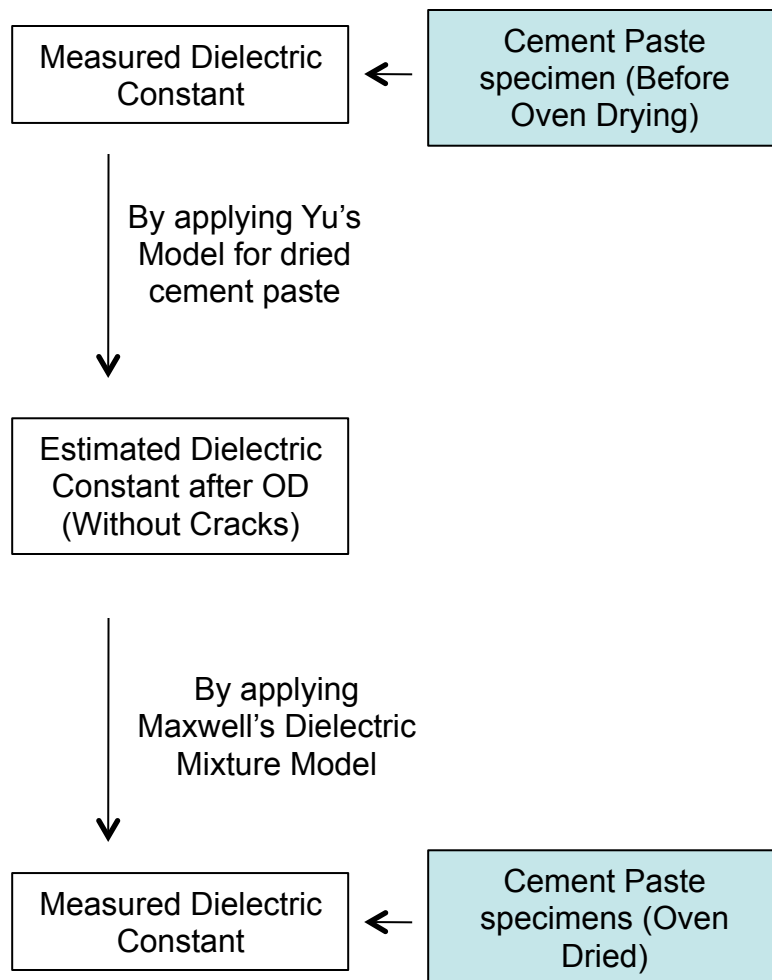 Measured Dielectric
Constant
Cement Paste
specimen (Before
Oven Drying)
By applying Yu's
Model for dried
cement paste
Estimated Dielectric
Constant after OD
(Without Cracks)
By applying
Maxwell's Dielectric
Mixture Model
Measured Dielectric
Constant
Cement Paste
specimens (Oven
Dried)